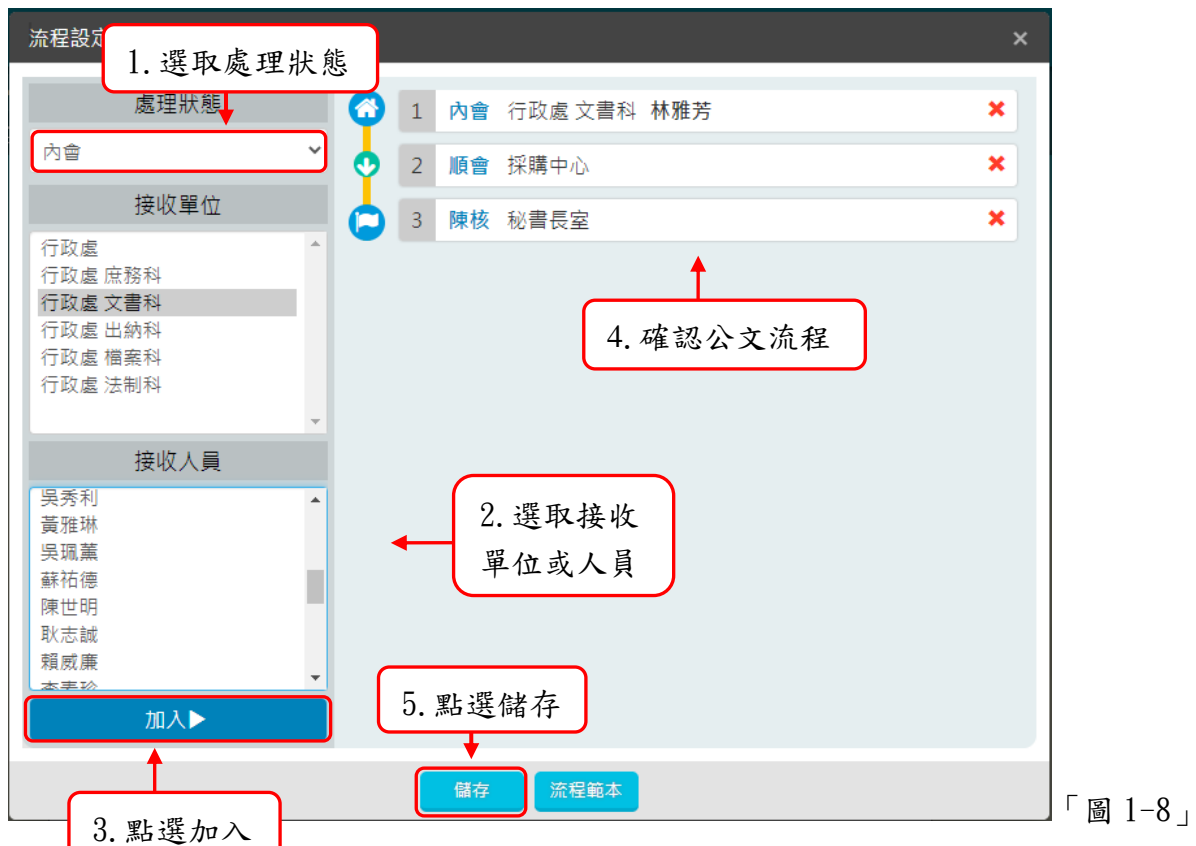 流程設定
×
1. 選取處理狀態
處理狀態
內會
接收單位
行政處
行政處 庶務科
行政處 文書科
行政處 出納科
行政處 檔案科
行政處 法制科
接收人員
吳秀利
黃雅琳
吳珮薰
蘇祐德
陳世明
耿志誠
賴威廉
加入▶
1 內會 行政處 文書科 林雅芳
2 順會 採購中心
3 陳核 秘書長室
4. 確認公文流程
2. 選取接收
單位或人員
5. 點選儲存
儲存 流程範本
3. 點選加入
「圖 1-8」